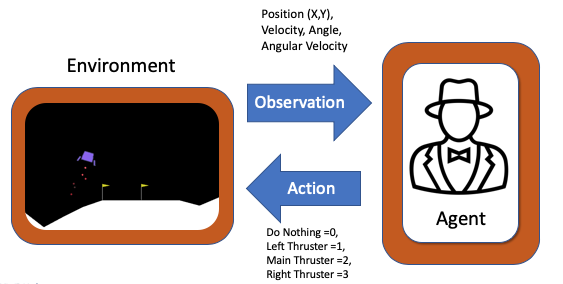 Position (X,Y),
Velocity, Angle,
Angular Velocity
Environment
Observation
Action
Agent
Do Nothing =0,
Left Thruster =1,
Main Thruster =2,
Right Thruster =3